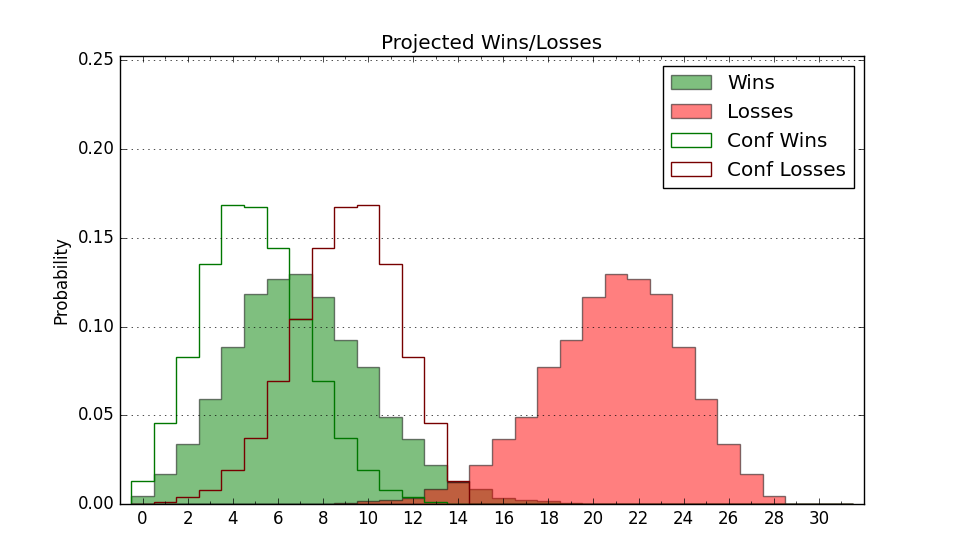 Projected Wins/Losses
0.25
0.20
0.15
0.10
0.05
0.00
Probability
Wins
Losses
Conf Wins
Conf Losses
0 2 4 6 8 10 12 14 16 18 20 22 24 26 28 30